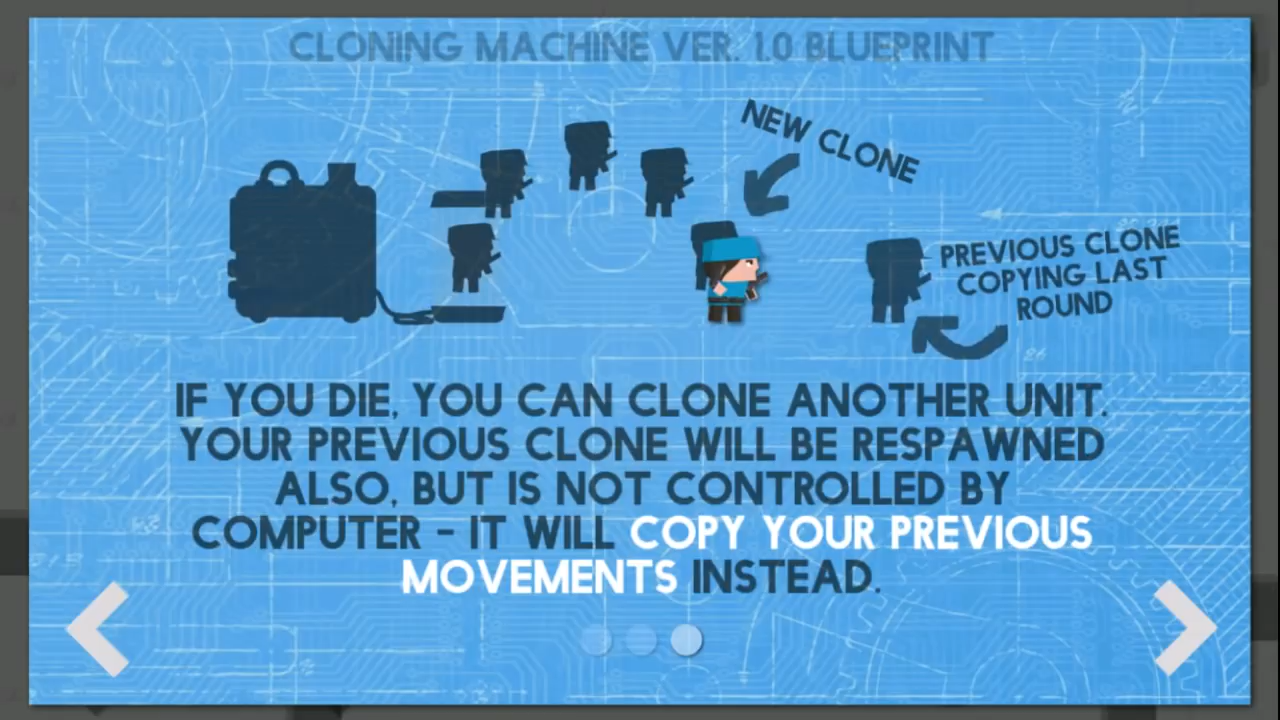 CLONING MACHINE VER. 1.0 BLUEPRINT
NEW CLONE
PREVIOUS CLONE
COPYING LAST
ROUND
IF YOU DIE, YOU CAN CLONE ANOTHER UNIT.
YOUR PREVIOUS CLONE WILL BE RESPAWNED
ALSO, BUT IS NOT CONTROLLED BY
COMPUTER - IT WILL COPY YOUR PREVIOUS
MOVEMENTS INSTEAD.